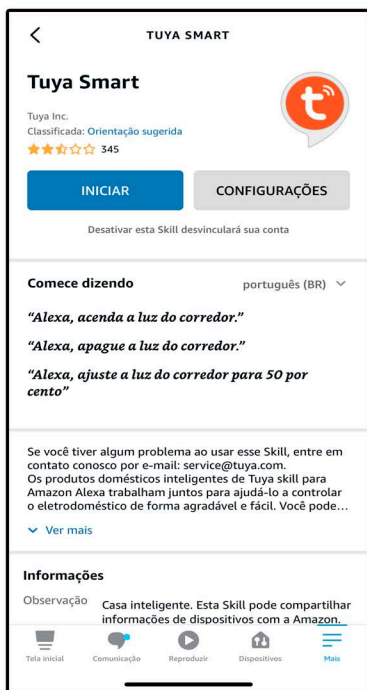 TUYA SMART
Tuya Smart
Tuya Inc.
Classificada: Orientação sugerida
345
INICIAR
CONFIGURAÇÕES
Desativar esta Skill desvinculará sua conta
Comece dizendo
português (BR)
“Alexa, acenda a luz do corredor.”
“Alexa, apague a luz do corredor.”
“Alexa, ajuste a luz do corredor para 50 por
cento”
Se você tiver algum problema ao usar esse Skill, entre em
contato conosco por e-mail: service@tuya.com.
Os produtos domésticos inteligentes de Tuya skill para
Amazon Alexa trabalham juntos para ajudá-lo a controlar
o eletrodoméstico de forma agradável e fácil. Você pode...
Ver mais
Informações
Observação
Casa inteligente. Esta Skill pode compartilhar
informações de dispositivos com a Amazon.
Tela inicial
Comunicação
Reproduzir
Dispositivos
Mais